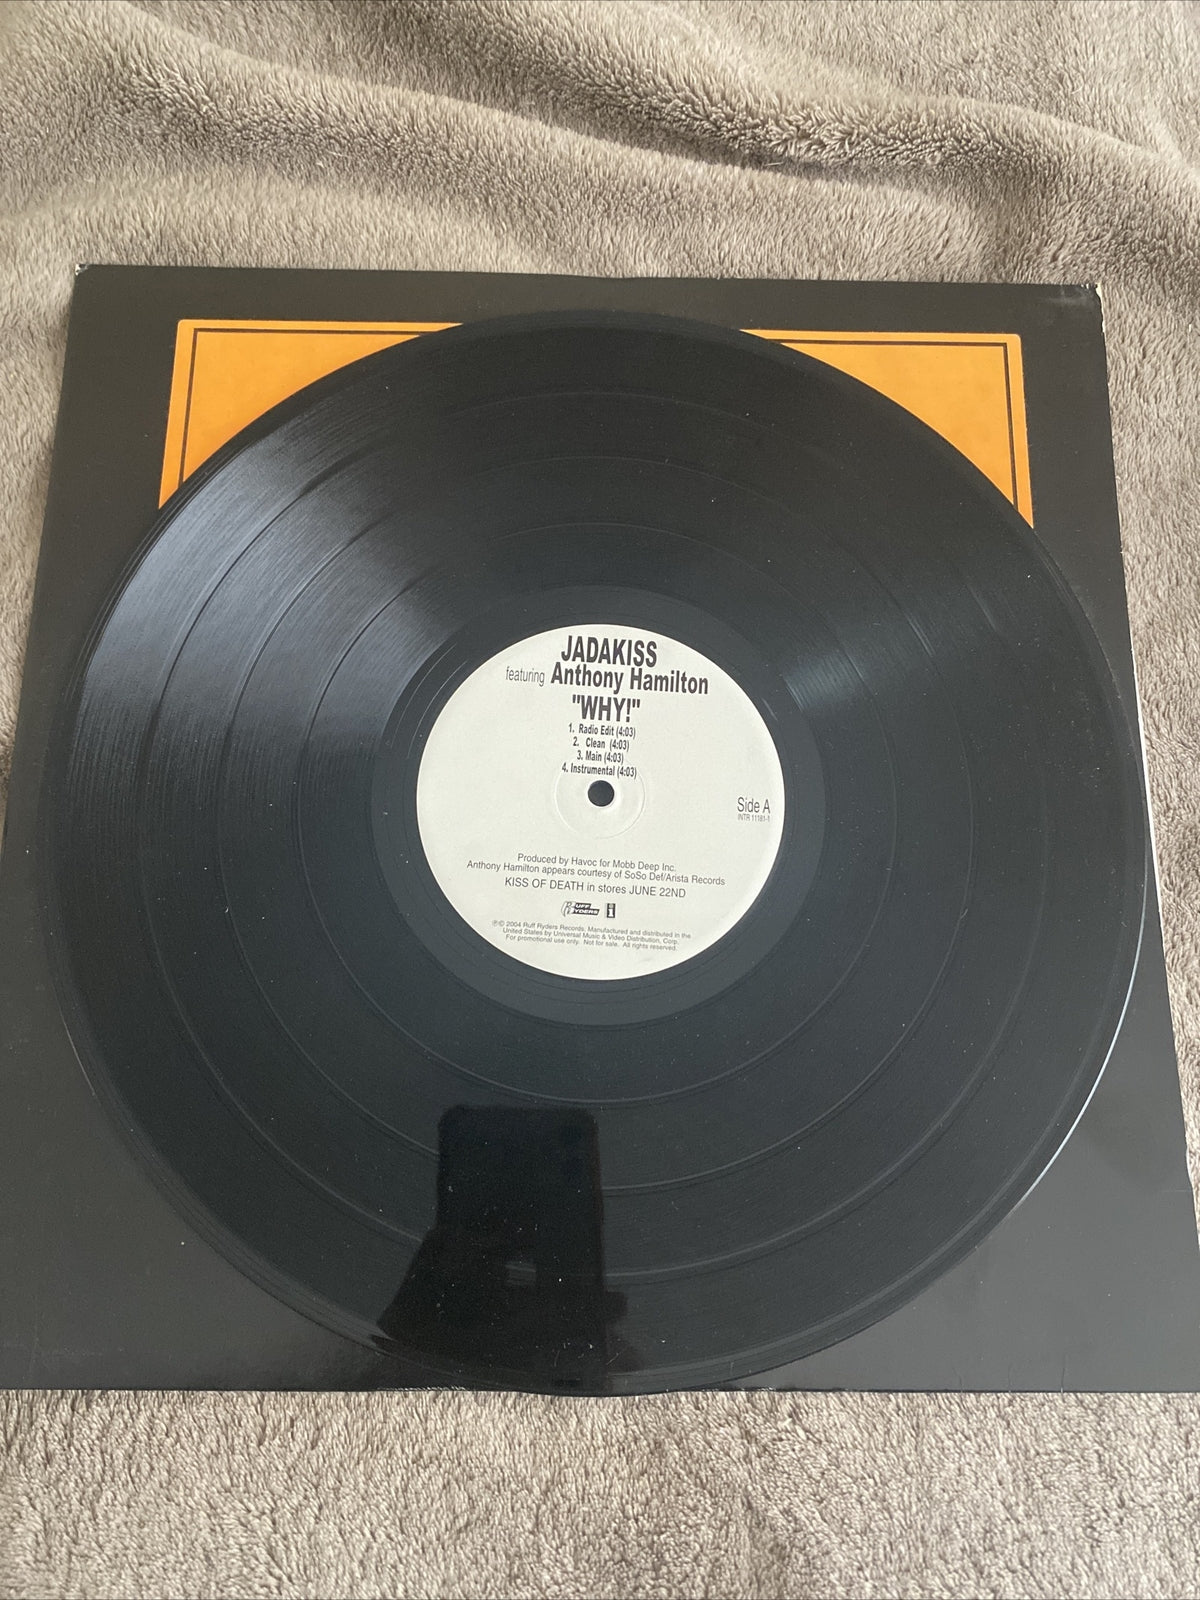 JADAKISS
featuring Anthony Hamilton
"WHY!"
1. Radio Edit (4:03)
2. Clean (4:03)
3. Main (4:03)
4. Instrumental (4:03)
Side A
INTR 11181-1
Produced by Havoc for Mobb Deep Inc.
Anthony Hamilton appears courtesy of SoSo Def/Arista Records
KISS OF DEATH in stores JUNE 22ND
RUFF
RYDERS
i
℗© 2004 Ruff Ryders Records. Manufactured and distributed in the
United States by Universal Music & Video Distribution, Corp.
For promotional use only. Not for sale. All rights reserved.